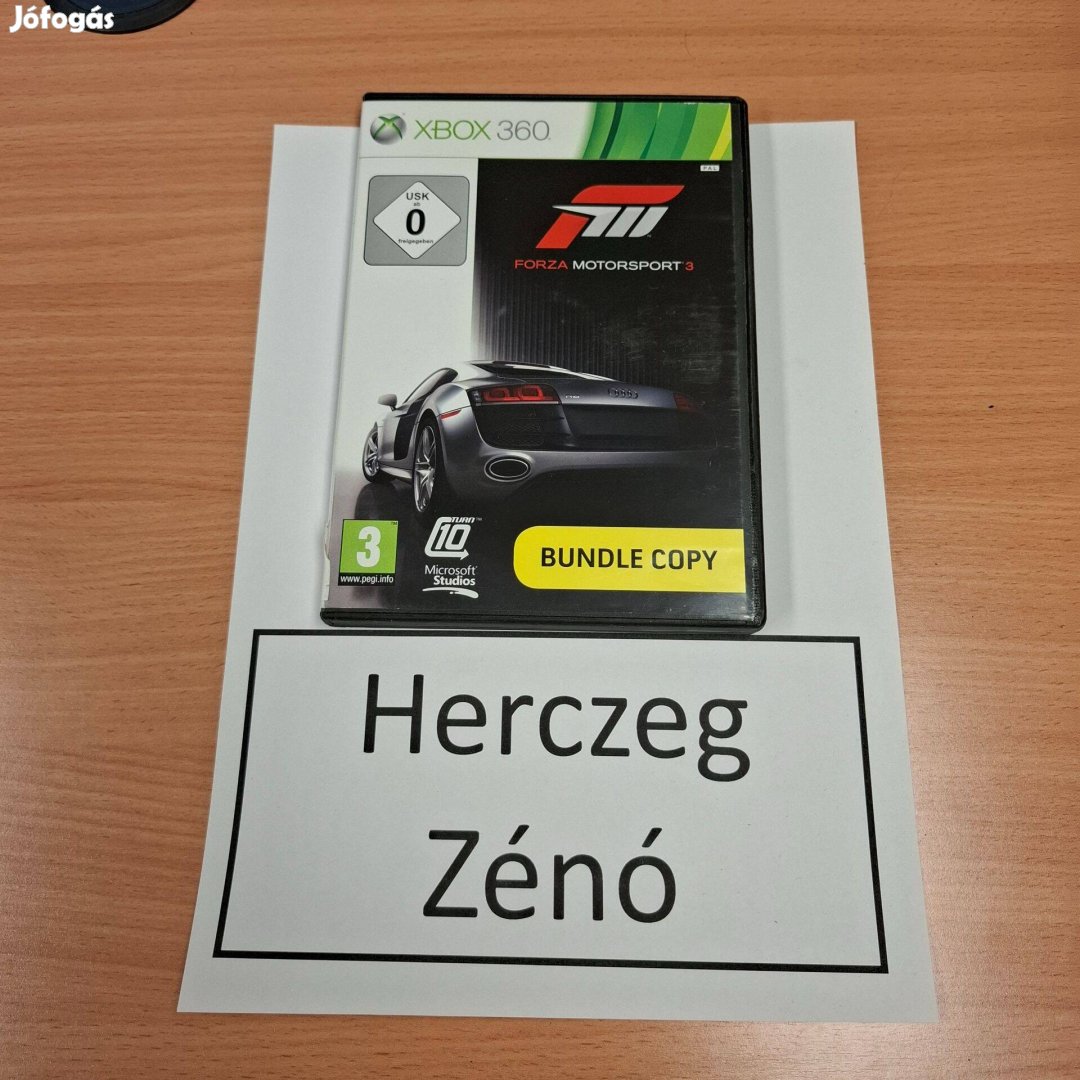 Jófogás
XBOX 360
PAL
USK
ab
0
freigegeben
FORZA MOTORSPORT 3
R8
3
www.pegi.info
TURN
10
Microsoft
Studios
BUNDLE COPY
Herczeg
Zénó